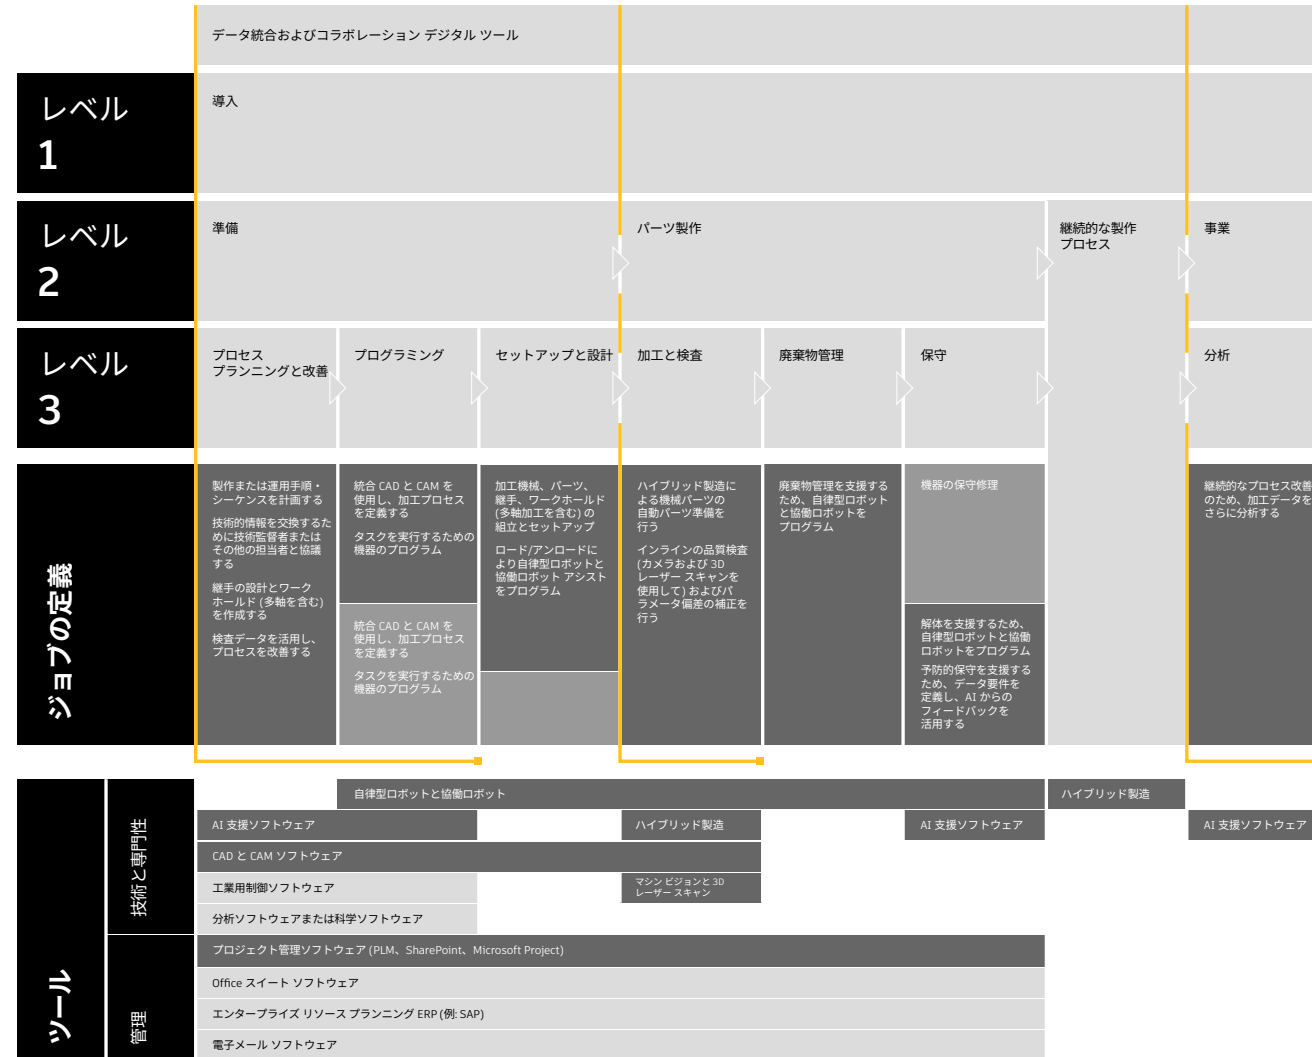 データ統合およびコラボレーション デジタル ツール
レベル
1
導入
レベル
2
準備
パーツ製作
継続的な製作
プロセス
事業
レベル
3
プロセス
プランニングと改善
プログラミング
セットアップと設計
加工と検査
廃棄物管理
保守
分析
ジョブの定義
製作または運用手順・
シーケンスを計画する
技術的情報を交換するた
めに技術監督者または
その他の担当者と協議
する
継手の設計とワーク
ホールド (多軸を含む)
を作成する
検査データを活用し、
プロセスを改善する
統合 CAD と CAM を
使用し、加工プロセス
を定義する
タスクを実行するための
機器のプログラム
統合 CAD と CAM を
使用し、加工プロセス
を定義する
タスクを実行するための
機器のプログラム
加工機械、パーツ、
継手、ワークホールド
(多軸加工を含む) の
組立とセットアップ
ロード/アンロードに
より自律型ロボットと
協働ロボット アシスト
をプログラム
ハイブリッド製造に
よる機械パーツの
自動パーツ準備を
行う
インラインの品質検査
(カメラおよび 3D
レーザー スキャンを
使用して) およびパ
ラメータ偏差の補正を
行う
廃棄物管理を支援する
ため、自律型ロボット
と協働ロボットを
プログラム
機器の保守修理
解体を支援するため、
自律型ロボットと協働
ロボットをプログラム
予防的保守を支援する
ため、データ要件を
定義し、AI からの
フィードバックを
活用する
継続的なプロセス改善
のため、加工データを
さらに分析する
ツール
技術と専門性
自律型ロボットと協働ロボット
ハイブリッド製造
AI 支援ソフトウェア
ハイブリッド製造
AI 支援ソフトウェア
AI 支援ソフトウェア
CAD と CAM ソフトウェア
工業用制御ソフトウェア
マシン ビジョンと 3D
レーザー スキャン
分析ソフトウェアまたは科学ソフトウェア
管理
プロジェクト管理ソフトウェア (PLM、SharePoint、Microsoft Project)
Office スイート ソフトウェア
エンタープライズ リソース プランニング ERP (例: SAP)
電子メール ソフトウェア